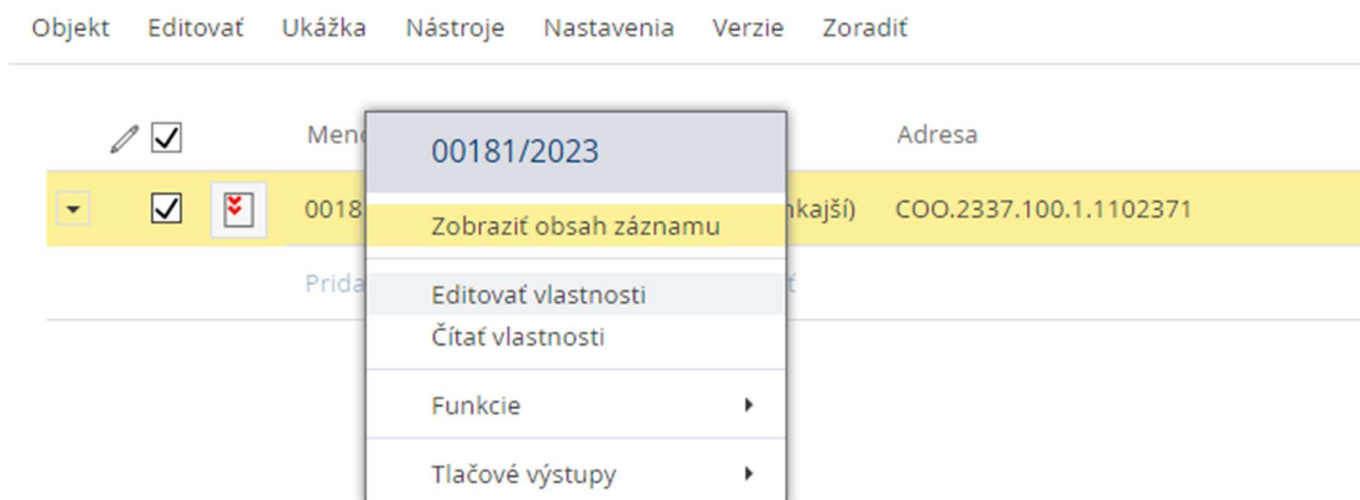 Objekt Editovať Ukážka Nástroje Nastavenia Verzie Zoradiť
Adresa
00181/2023
COO.2337.100.1.1102371
Zobraziť obsah záznamu
Editovať vlastnosti
Čítať vlastnosti
Funkcie
Tlačové výstupy